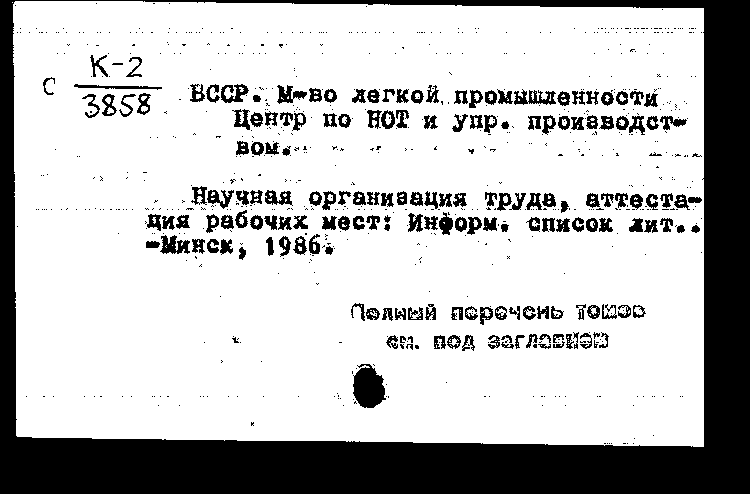 С К-2
3858
БССР. М-во легкой промышленности
Центр по НОТ и упр. производст-
вом.
Научная организация труда, аттеста-
ция рабочих мест: Информ. список лит..
-Минск, 1986.
Полный перечень томов
см. под заглавием